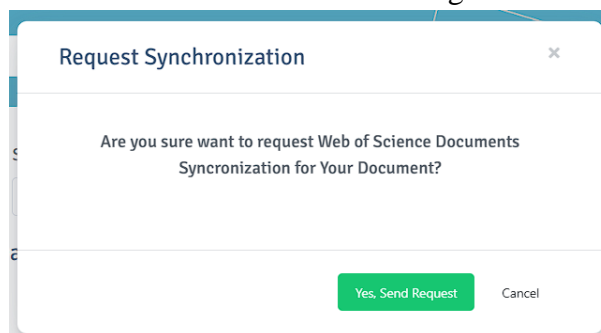 Request Synchronization
×
Are you sure want to request Web of Science Documents
Syncronization for Your Document?
Yes, Send Request Cancel